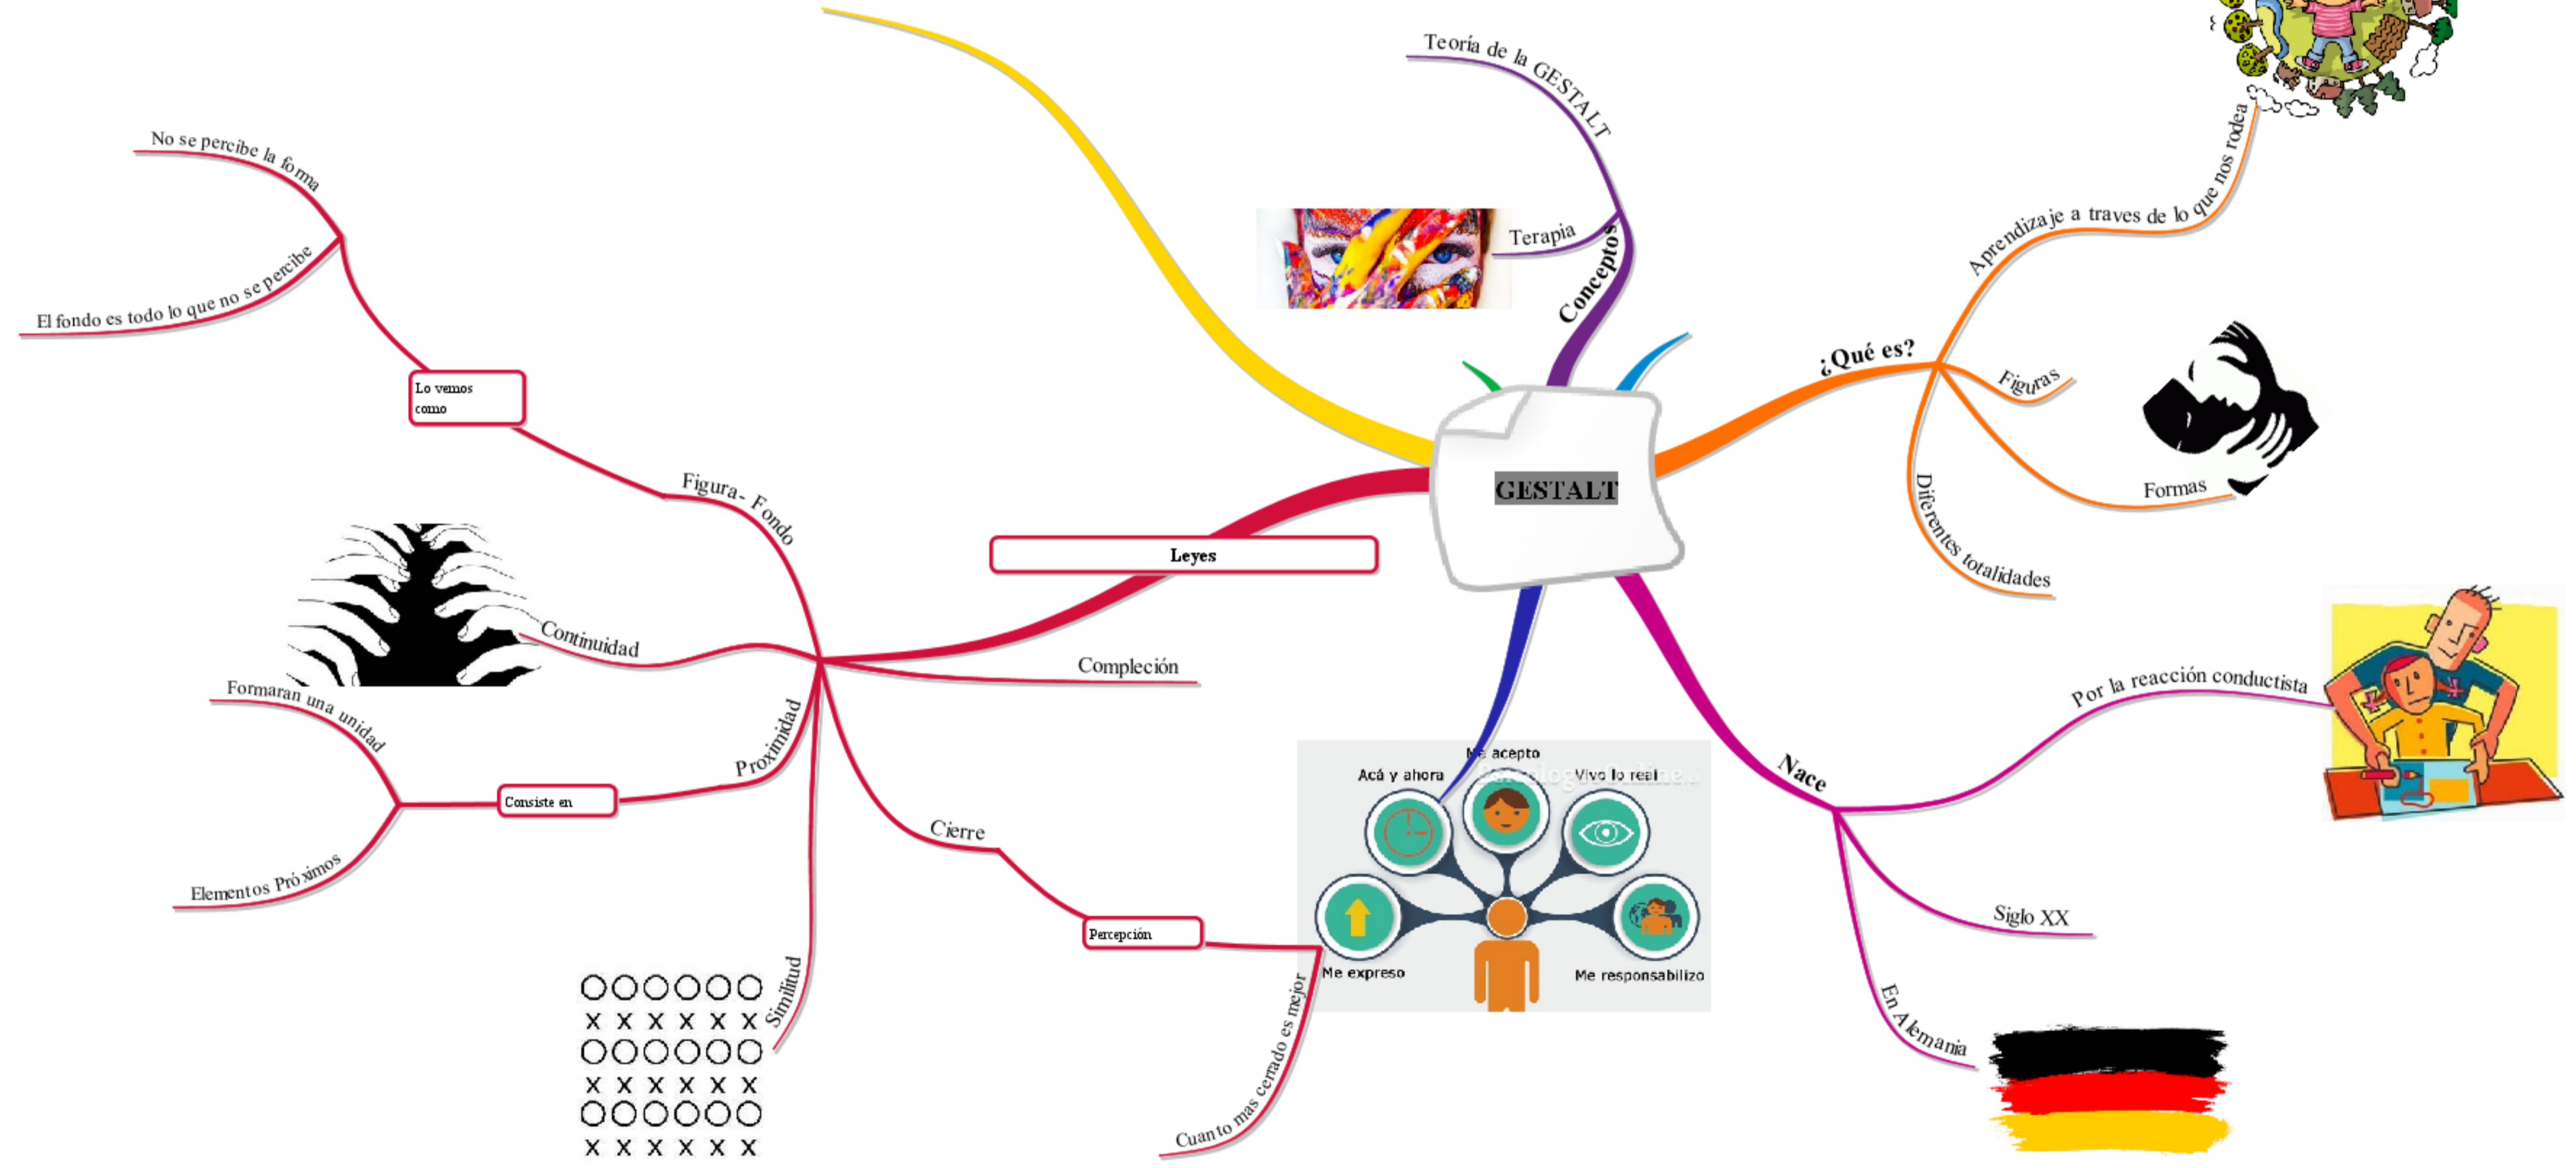 GESTALT
Conceptos
Teoría de la GESTALT
Terapia
¿Qué es?
Aprendizaje a traves de lo que nos rodea
Figuras
Formas
Diferentes totalidades
Nace
Por la reacción conductista
Siglo XX
En Alemania
Me acepto
Acá y ahora
Vivo lo real
Me expreso
Me responsabilizo
Leyes
Figura- Fondo
Lo vemos
como
No se percibe la forma
El fondo es todo lo que no se percibe
Continuidad
Compleción
Proximidad
Consiste en
Formaran una unidad
Elementos Próximos
Similitud
O O O O O O
X X X X X X
O O O O O O
X X X X X X
O O O O O O
X X X X X X
Cierre
Percepción
Cuanto mas cerrado es mejor